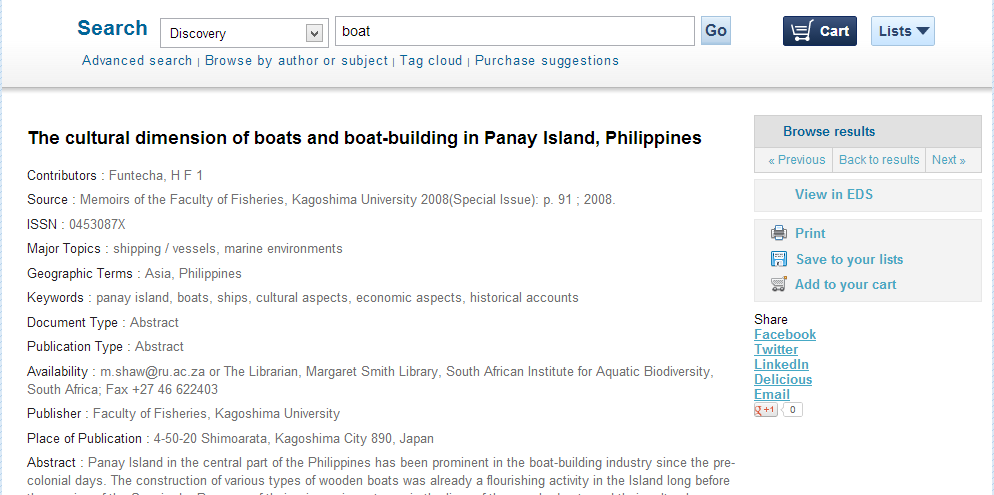 Search
Discovery
boat
Go
Cart
Lists
Advanced search | Browse by author or subject | Tag cloud | Purchase suggestions
The cultural dimension of boats and boat-building in Panay Island, Philippines
Contributors : Funtecha, H F 1
Source : Memoirs of the Faculty of Fisheries, Kagoshima University 2008(Special Issue): p. 91 ; 2008.
ISSN : 0453087X
Major Topics : shipping / vessels, marine environments
Geographic Terms : Asia, Philippines
Keywords : panay island, boats, ships, cultural aspects, economic aspects, historical accounts
Document Type : Abstract
Publication Type : Abstract
Availability : m.shaw@ru.ac.za or The Librarian, Margaret Smith Library, South African Institute for Aquatic Biodiversity,
South Africa; Fax +27 46 622403
Publisher : Faculty of Fisheries, Kagoshima University
Place of Publication : 4-50-20 Shimoarata, Kagoshima City 890, Japan
Abstract : Panay Island in the central part of the Philippines has been prominent in the boat-building industry since the pre-
colonial days. The construction of various types of wooden boats was already a flourishing activity in the Island long before
Browse results
« Previous
Back to results
Next »
View in EDS
Print
Save to your lists
Add to your cart
Share
Facebook
Twitter
LinkedIn
Delicious
Email
g +1
0